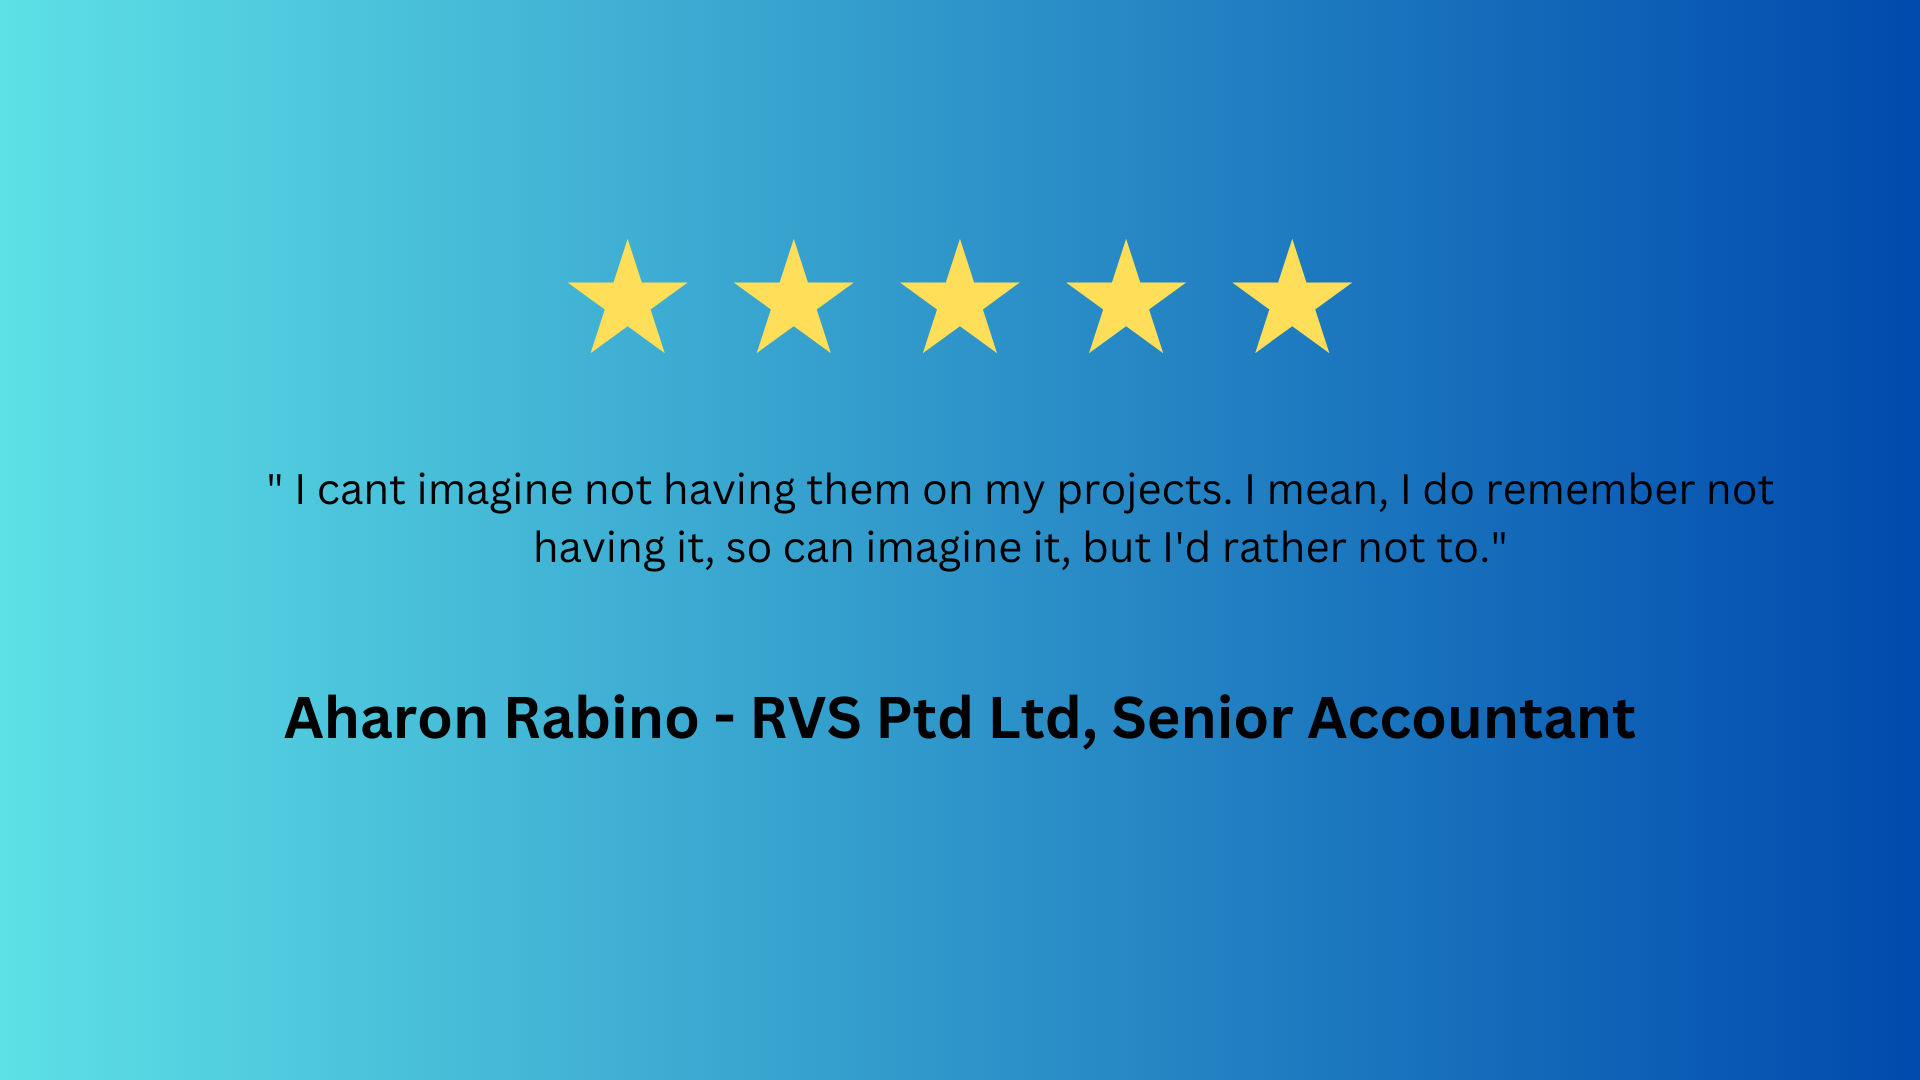 " I cant imagine not having them on my projects. I mean, I do remember not
having it, so can imagine it, but I'd rather not to."
Aharon Rabino - RVS Ptd Ltd, Senior Accountant